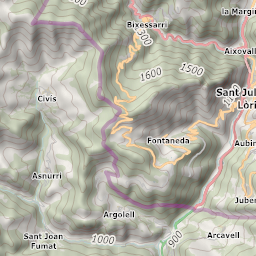 la Margin
Bixessarri
1300
Aixovall
1600
1500
Civis
Sant Jul
Lòri
Fontaneda
Aubin
Asnurri
Juber
Argolell
Sant Joan
Fumat
1000
900
Arcavell